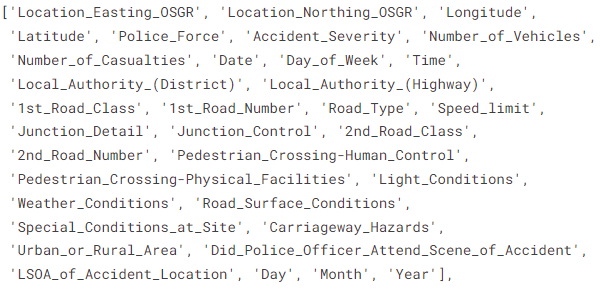 ['Location_Easting_OSGR', 'Location_Northing_OSGR', 'Longitude',
'Latitude', 'Police_Force', 'Accident_Severity', 'Number_of_Vehicles',
'Number_of_Casualties', 'Date', 'Day_of_Week', 'Time',
'Local_Authority_(District)', 'Local_Authority_(Highway)',
'1st_Road_Class', '1st_Road_Number', 'Road_Type', 'Speed_limit',
'Junction_Detail', 'Junction_Control', '2nd_Road_Class',
'2nd_Road_Number', 'Pedestrian_Crossing-Human_Control',
'Pedestrian_Crossing-Physical_Facilities', 'Light_Conditions',
'Weather_Conditions', 'Road_Surface_Conditions',
'Special_Conditions_at_Site', 'Carriageway_Hazards',
'Urban_or_Rural_Area', 'Did_Police_Officer_Attend_Scene_of_Accident',
'LSOA_of_Accident_Location', 'Day', 'Month', 'Year'],